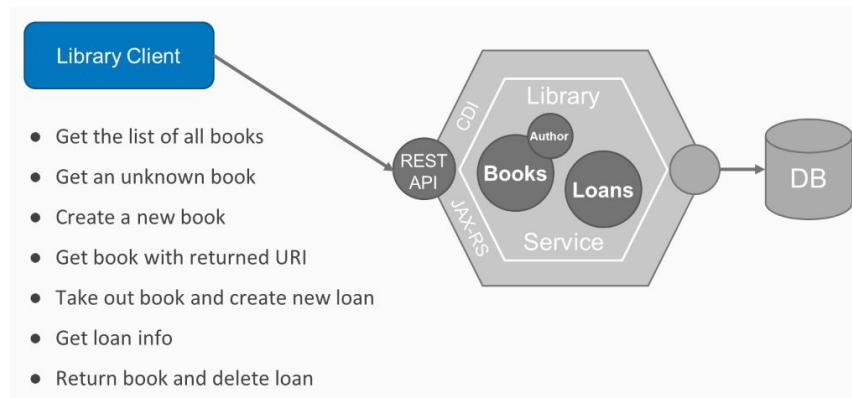 Library Client
● Get the list of all books
● Get an unknown book
● Create a new book
● Get book with returned URI
● Take out book and create new loan
● Get loan info
● Return book and delete loan
REST
API
CDI
JAX-RS
Library
Author
Books
Loans
Service
DB